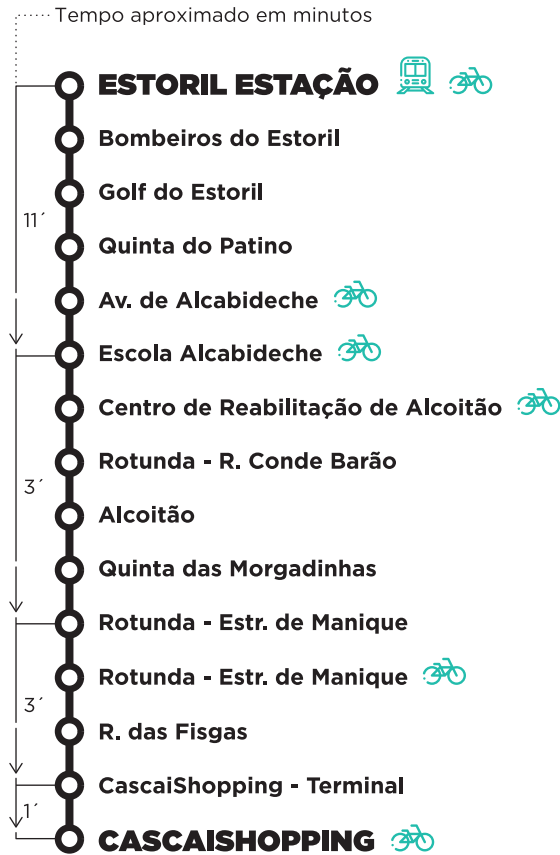 Tempo aproximado em minutos
ESTORIL ESTAÇÃO
Bombeiros do Estoril
Golf do Estoril
11´
Quinta do Patino
Av. de Alcabideche
Escola Alcabideche
Centro de Reabilitação de Alcoitão
Rotunda - R. Conde Barão
3´
Alcoitão
Quinta das Morgadinhas
Rotunda - Estr. de Manique
Rotunda - Estr. de Manique
3´
R. das Fisgas
CascaiShopping - Terminal
1´
CASCAISHOPPING